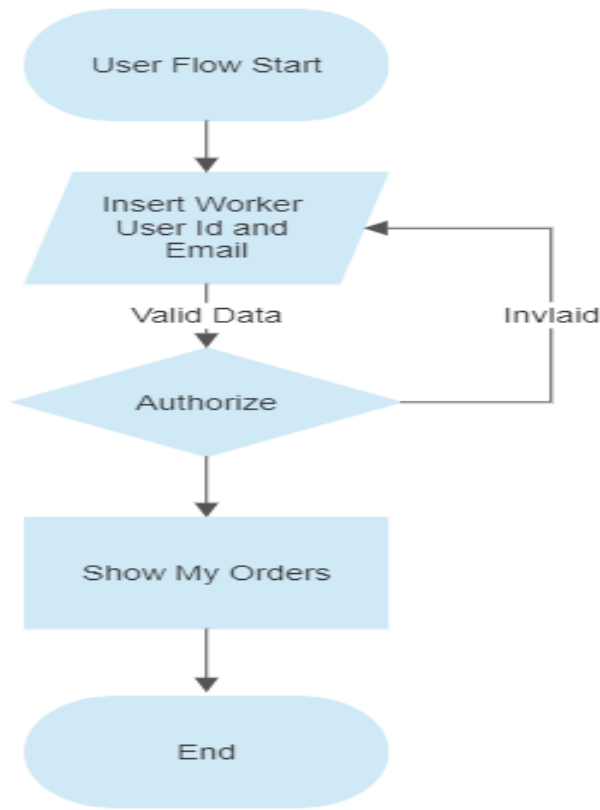 User Flow Start
Insert Worker
User Id and
Email
Valid Data
Invlaid
Authorize
Show My Orders
End